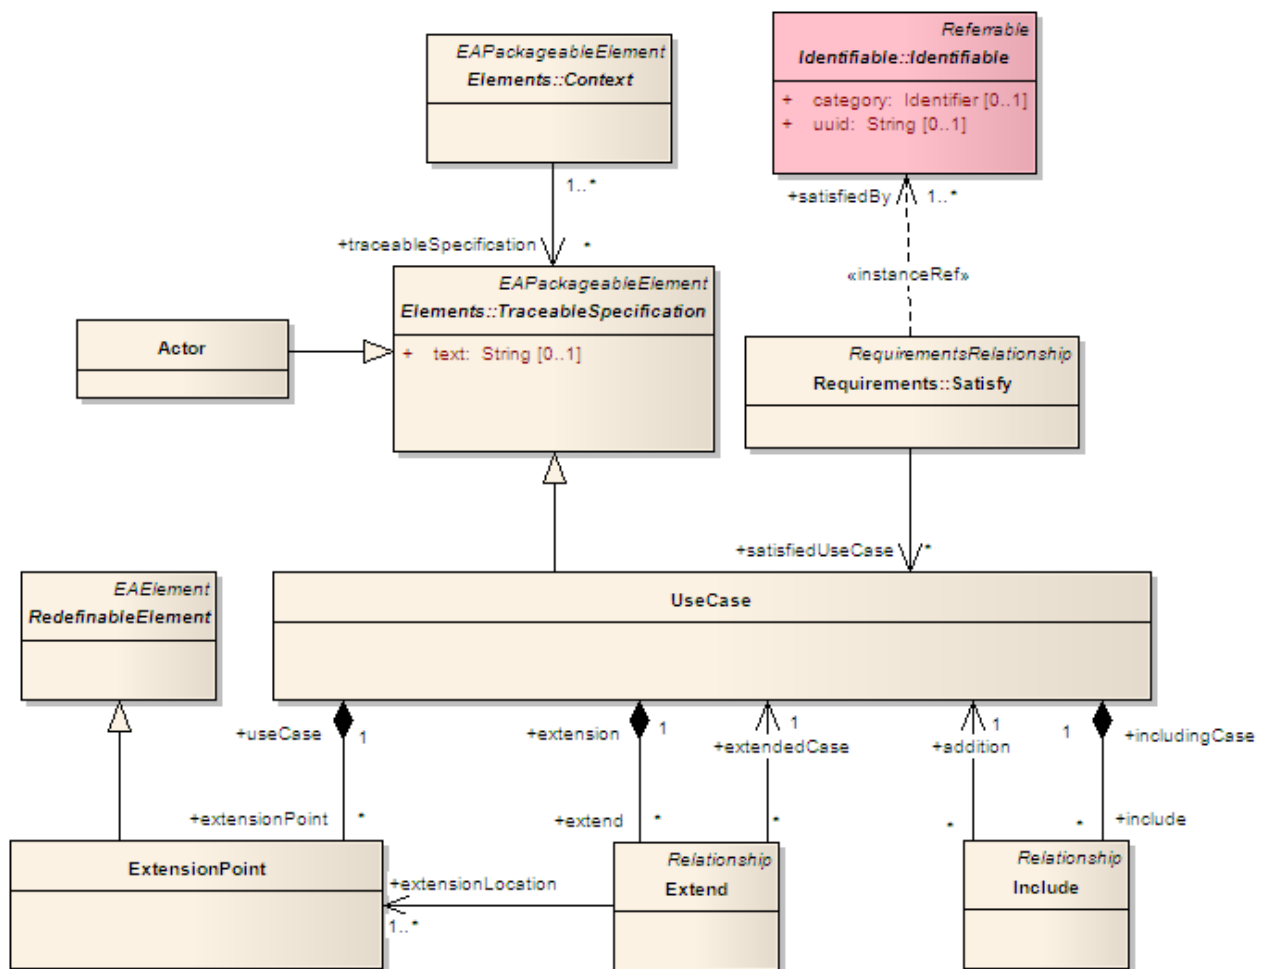 Referrable
Identifiable::Identifiable
+ category: Identifier [0..1]
+ uuid: String [0..1]
EAPackageableElement
Elements::Context
1..*
+satisfiedBy
1..*
+traceableSpecification
*
«instanceRef»
EAPackageableElement
Elements::TraceableSpecification
+ text: String [0..1]
Actor
RequirementsRelationship
Requirements::Satisfy
+satisfiedUseCase
*
EAElement
RedefinableElement
UseCase
+useCase
1
+extension
1
1
+extendedCase
1
+addition
1
+includingCase
+extensionPoint
*
+extend
*
*
*
*
+include
ExtensionPoint
+extensionLocation
1..*
Relationship
Extend
Relationship
Include